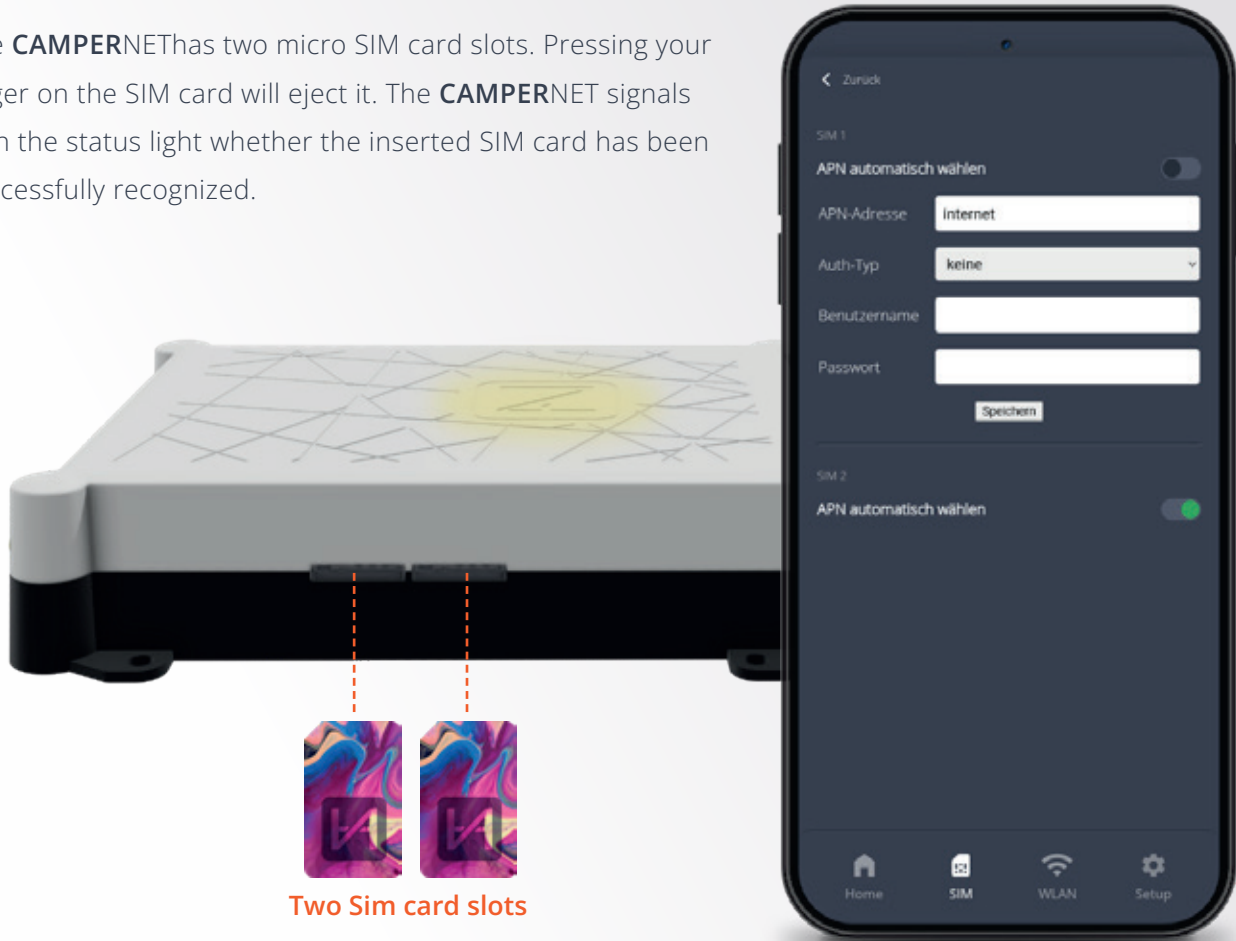 e CAMPERNEThas two micro SIM card slots. Pressing your
ger on the SIM card will eject it. The CAMPERNET signals
n the status light whether the inserted SIM card has been
cessfully recognized.
Two Sim card slots
Zurück
SIM 1
APN automatisch wählen
APN-Adresse internet
Auth-Typ keine
Benutzername
Passwort
Speichern
SIM 2
APN automatisch wählen
Home SIM WLAN Setup